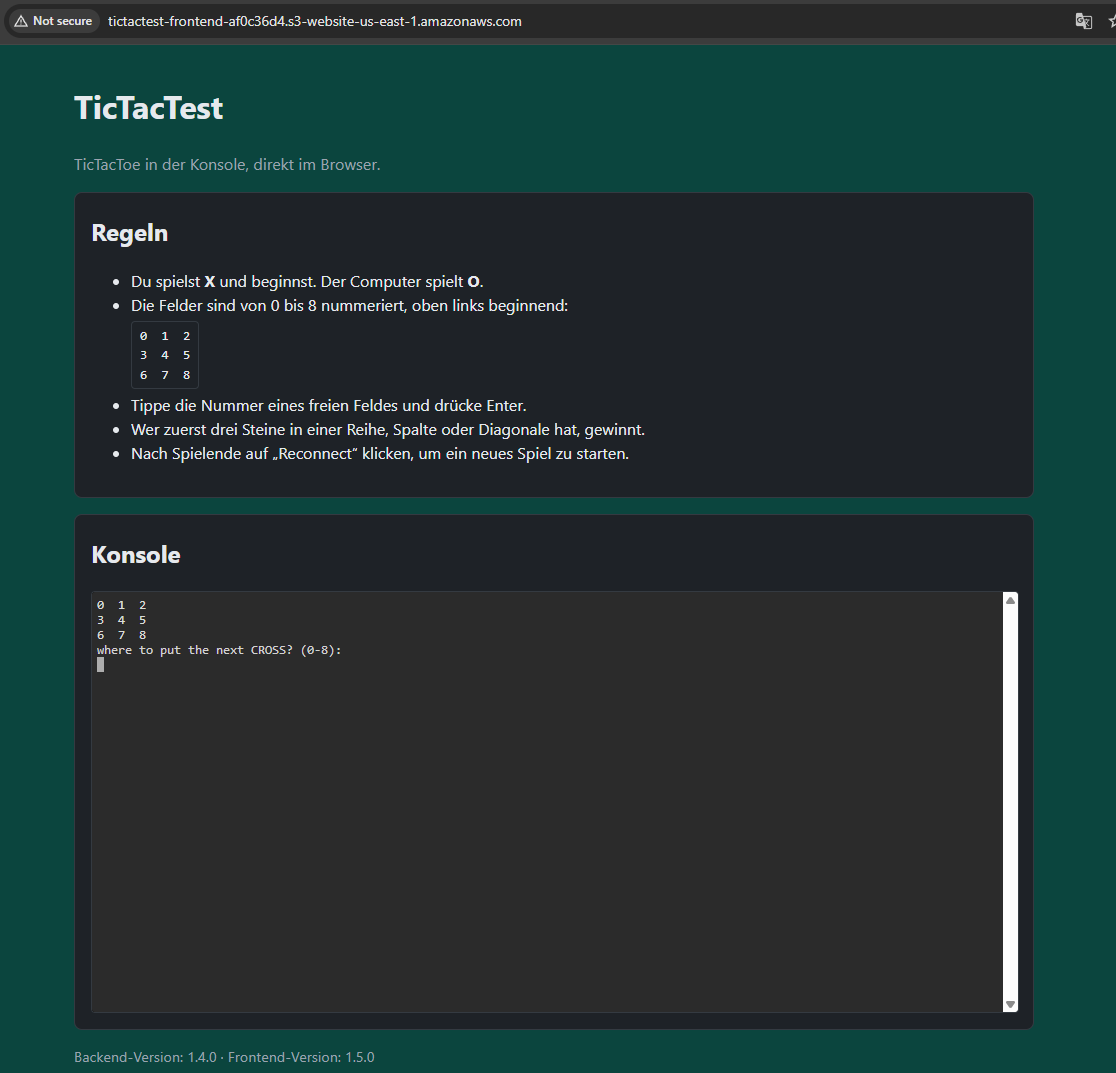 Not secure tictactest-frontend-af0c36d4.s3-website-us-east-1.amazonaws.com
TicTacTest
TicTacToe in der Konsole, direkt im Browser.
Regeln
• Du spielst X und beginnst. Der Computer spielt O.
• Die Felder sind von 0 bis 8 nummeriert, oben links beginnend:
0 1 2
3 4 5
6 7 8
• Tippe die Nummer eines freien Feldes und drücke Enter.
• Wer zuerst drei Steine in einer Reihe, Spalte oder Diagonale hat, gewinnt.
• Nach Spielende auf „Reconnect“ klicken, um ein neues Spiel zu starten.
Konsole
0 1 2
3 4 5
6 7 8
where to put the next CROSS? (0-8):
Backend-Version: 1.4.0 · Frontend-Version: 1.5.0